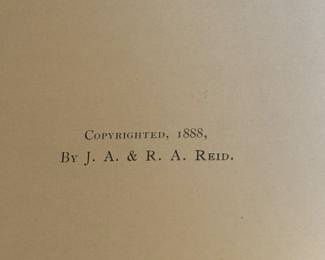 Copyrighted, 1888,
By J. A. & R. A. Reid.